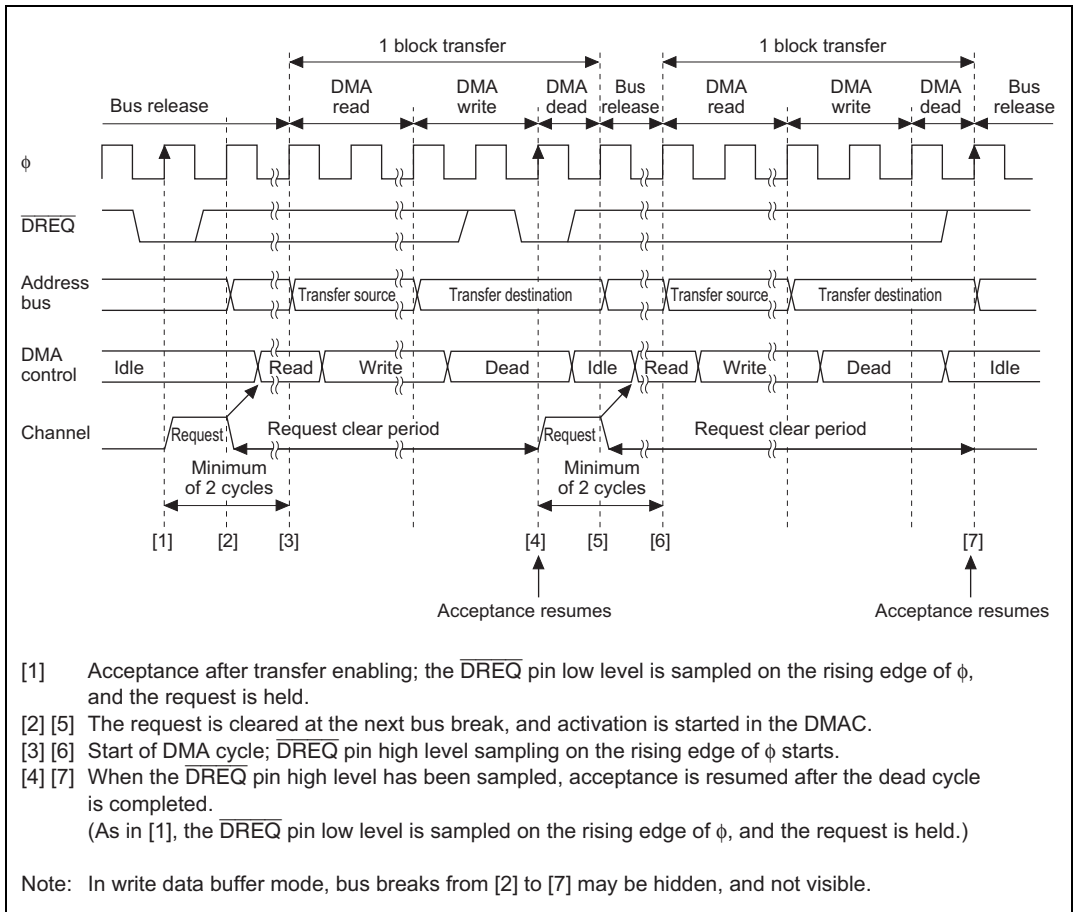 1 block transfer 1 block transfer
DMA DMA DMA Bus DMA DMA DMA Bus
Bus release read write dead release read write dead release
φ
DREQ
Address
bus
Transfer source Transfer destination Transfer source Transfer destination
DMA
control
Idle Read Write Dead Idle Read Write Dead Idle
Channel Request Request clear period Request Request clear period
Minimum Minimum
of 2 cycles of 2 cycles
[1] [2] [3] [4] [5] [6] [7]
Acceptance resumes Acceptance resumes
[1] Acceptance after transfer enabling; the DREQ pin low level is sampled on the rising edge of φ,
and the request is held.
[2] [5] The request is cleared at the next bus break, and activation is started in the DMAC.
[3] [6] Start of DMA cycle; DREQ pin high level sampling on the rising edge of φ starts.
[4] [7] When the DREQ pin high level has been sampled, acceptance is resumed after the dead cycle
is completed.
(As in [1], the DREQ pin low level is sampled on the rising edge of φ, and the request is held.)
Note: In write data buffer mode, bus breaks from [2] to [7] may be hidden, and not visible.